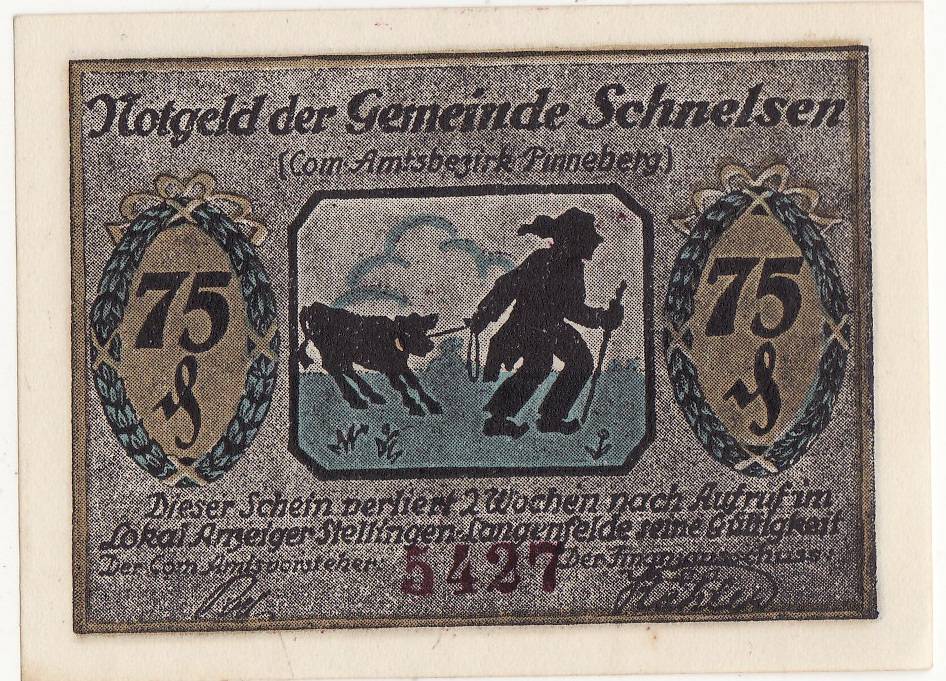 Notgeld der Gemeinde Schnelsen
(Com. Amtsbezirk Pinneberg)
75
75
Dieser Schein verliert 2 Wochen nach Aufruf im
Lokal Anzeiger Stellingen-Langenfelde seine Gültigkeit
Der Com. Amtsvorsteher:
5427
Der Finanzausschuss: